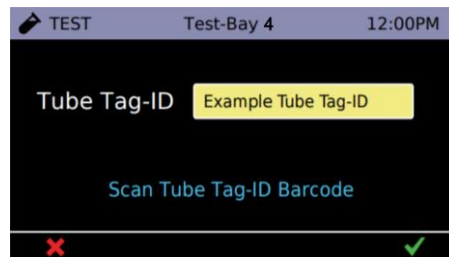 TEST Test-Bay 4 12:00PM
Tube Tag-ID Example Tube Tag-ID
Scan Tube Tag-ID Barcode